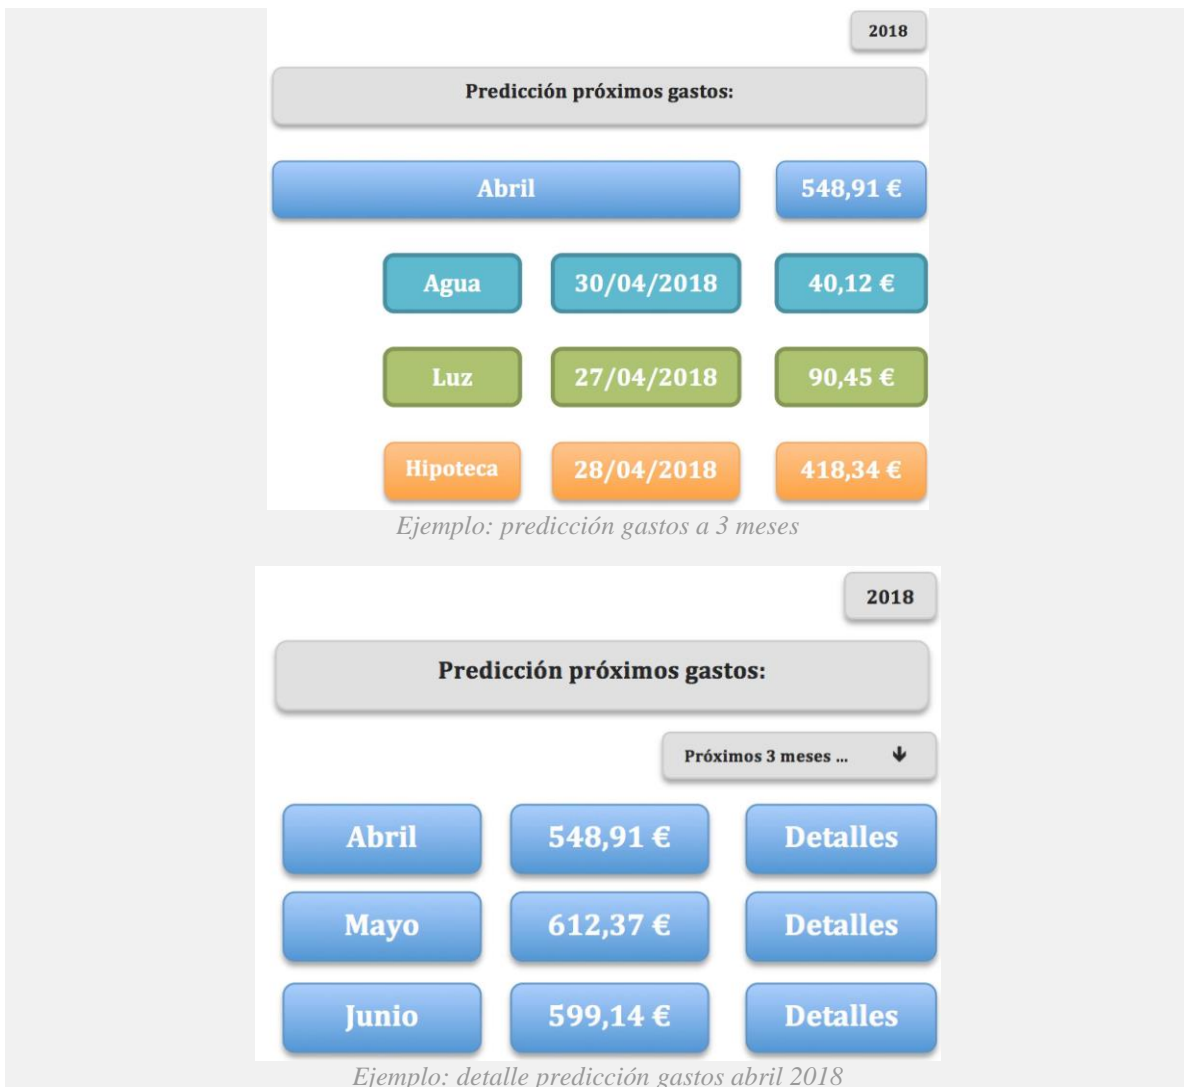 2018
Predicción próximos gastos:
Abril 548,91 €
Agua 30/04/2018 40,12 €
Luz 27/04/2018 90,45 €
Hipoteca 28/04/2018 418,34 €
Ejemplo: predicción gastos a 3 meses
2018
Predicción próximos gastos:
Próximos 3 meses ...
Abril 548,91 € Detalles
Mayo 612,37 € Detalles
Junio 599,14 € Detalles
Ejemplo: detalle predicción gastos abril 2018